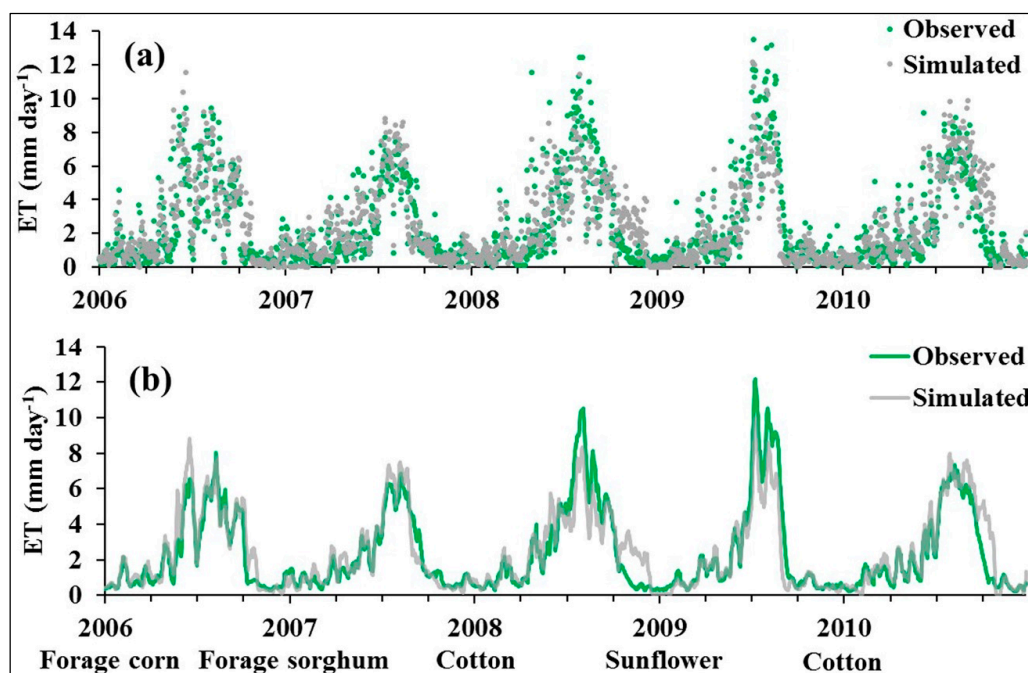 (a)
Observed
Simulated
ET (mm day-1)
14
12
10
8
6
4
2
0
2006 2007 2008 2009 2010
(b)
Observed
Simulated
ET (mm day-1)
14
12
10
8
6
4
2
0
2006 2007 2008 2009 2010
Forage corn Forage sorghum Cotton Sunflower Cotton